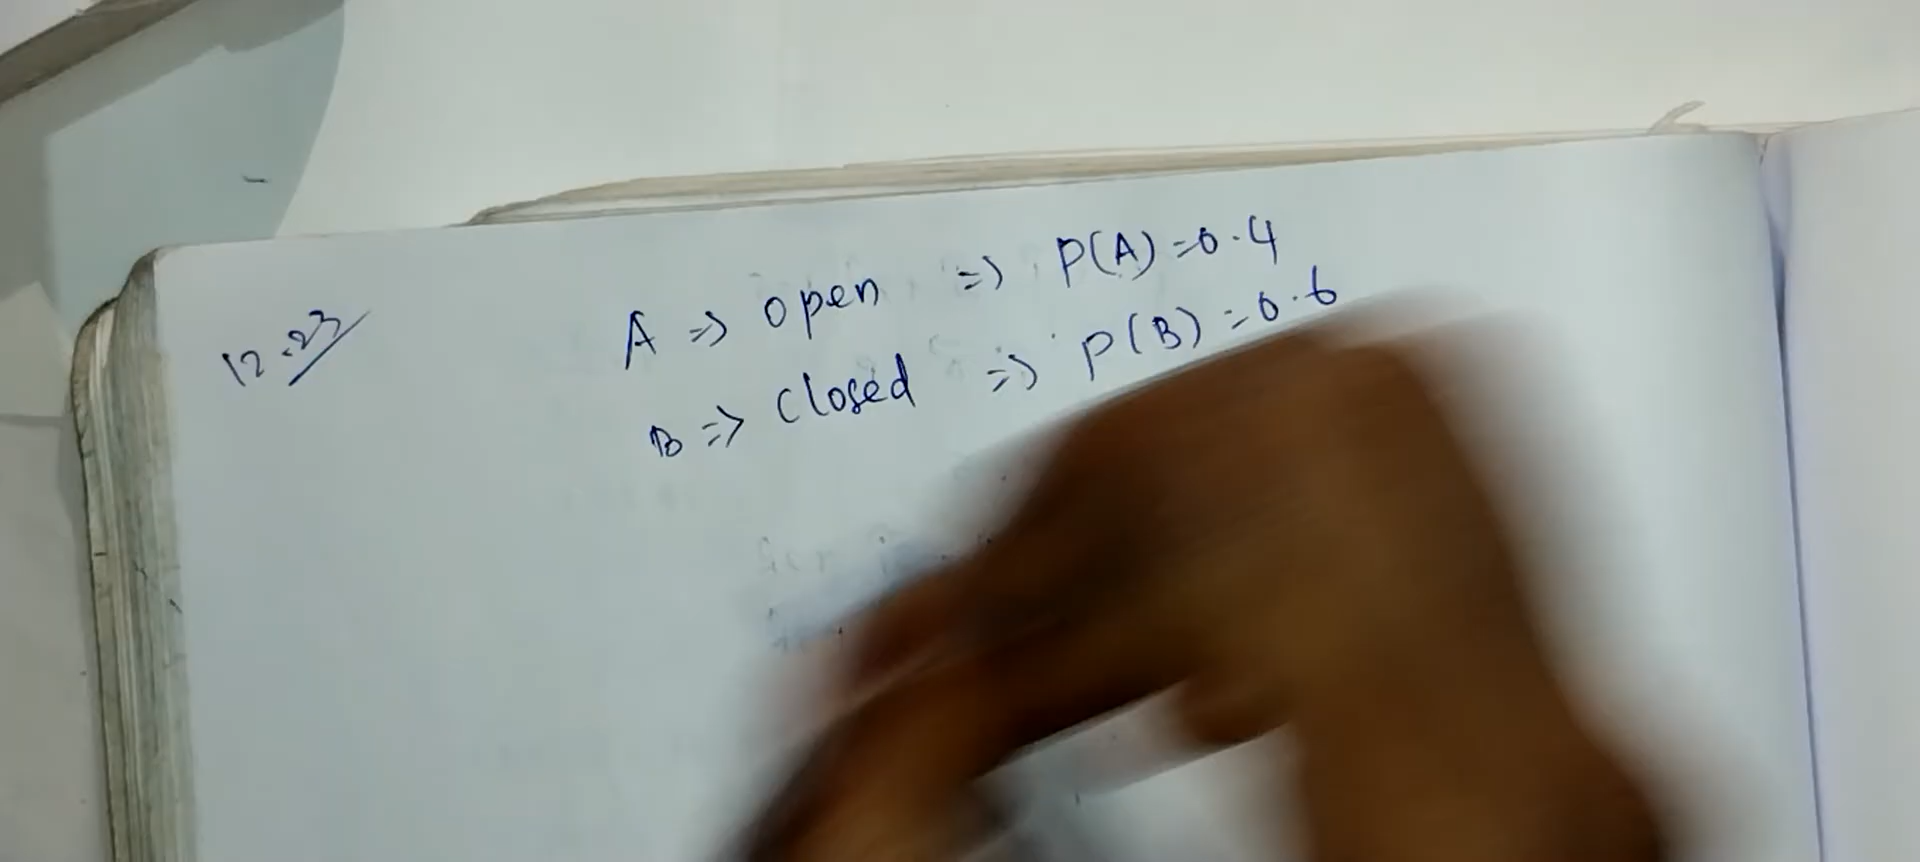 12.23
A => open => P(A) = 0.4
B => closed => P(B) = 0.6